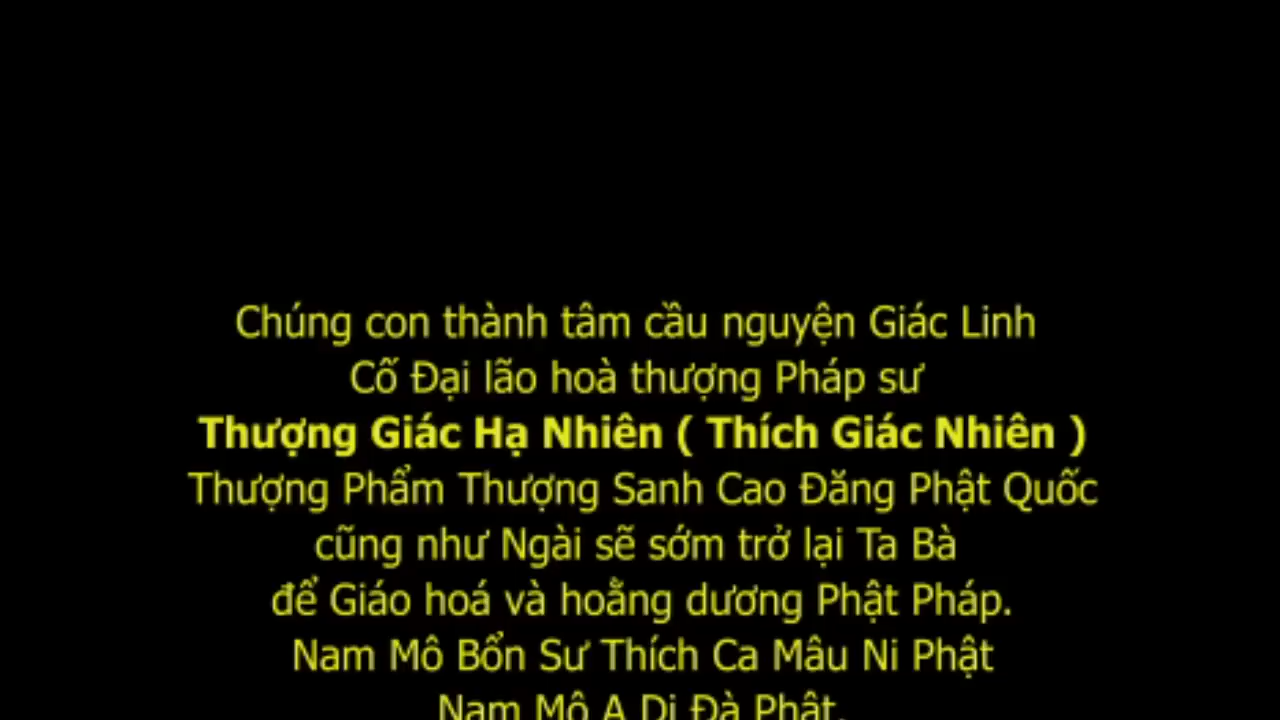 Chúng con thành tâm cầu nguyện Giác Linh
Cố Đại lão hoà thượng Pháp sư
Thượng Giác Hạ Nhiên ( Thích Giác Nhiên )
Thượng Phẩm Thượng Sanh Cao Đăng Phật Quốc
cũng như Ngài sẽ sớm trở lại Ta Bà
để Giáo hoá và hoằng dương Phật Pháp.
Nam Mô Bổn Sư Thích Ca Mâu Ni Phật
Nam Mô A Di Đà Phật.